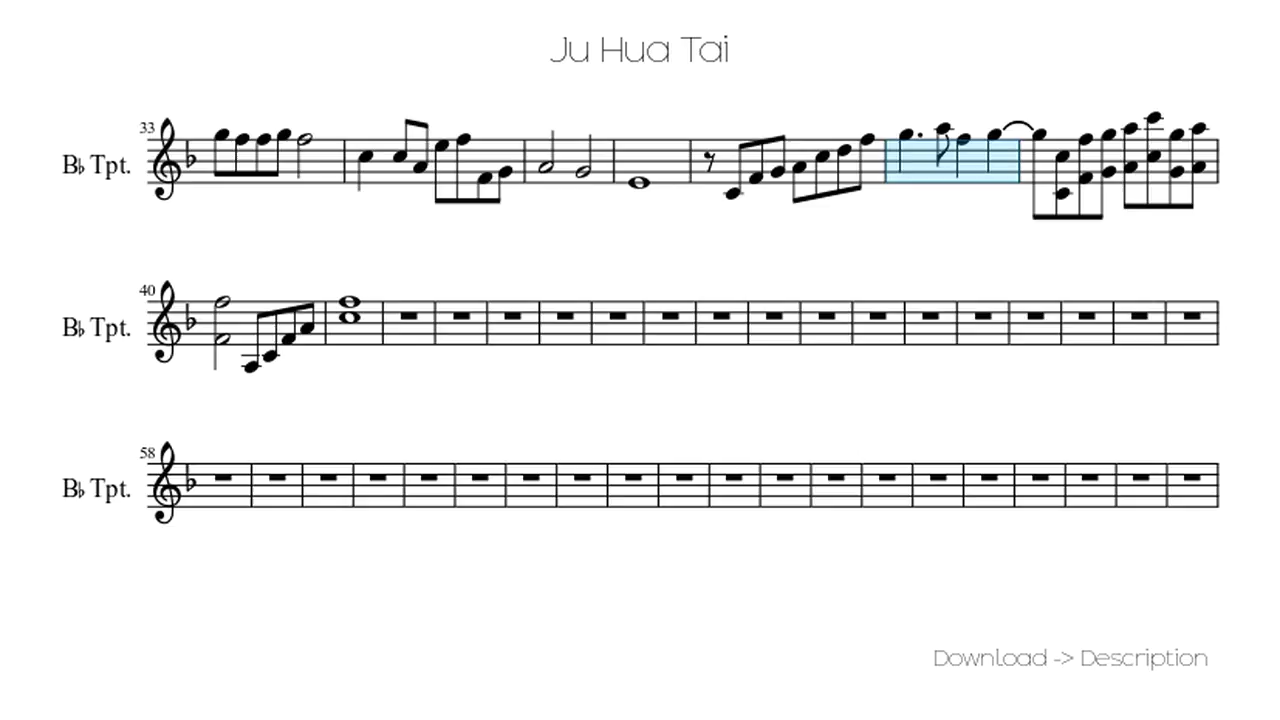 Ju Hua Tai
33
B♭ Tpt.
40
B♭ Tpt.
58
B♭ Tpt.
Download -> Description